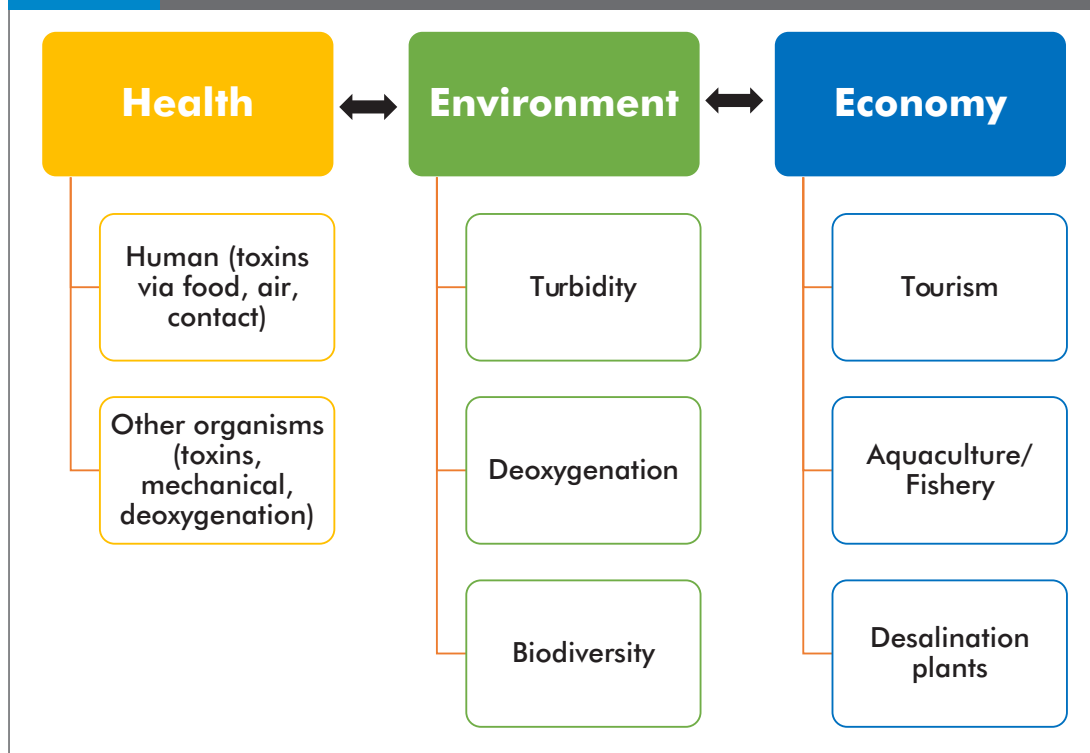 Health
Environment
Economy
Human (toxins
via food, air,
contact)
Other organisms
(toxins,
mechanical,
deoxygenation)
Turbidity
Deoxygenation
Biodiversity
Tourism
Aquaculture/
Fishery
Desalination
plants